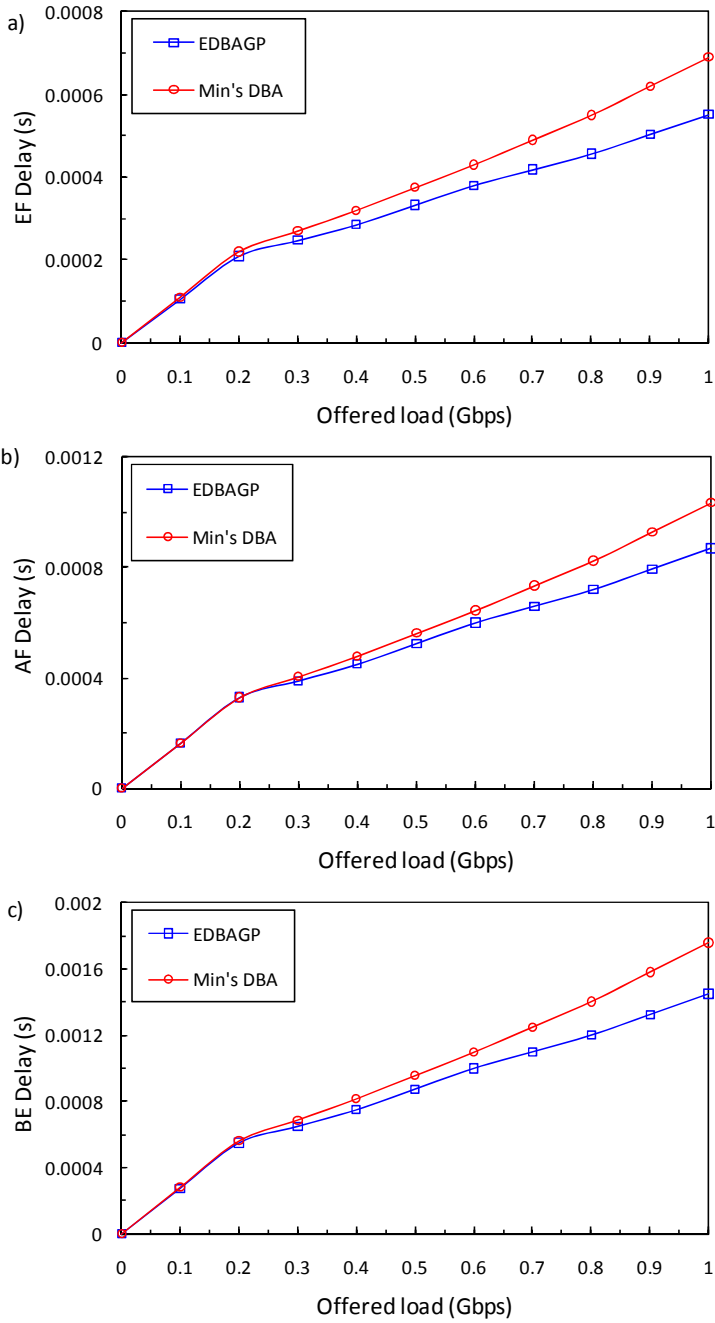 a)
0.0008
EDBAGP
Min's DBA
0.0006
0.0004
0.0002
0
EF Delay (s)
0 0.1 0.2 0.3 0.4 0.5 0.6 0.7 0.8 0.9 1
Offered load (Gbps)
b)
0.0012
EDBAGP
Min's DBA
0.0008
0.0004
0
AF Delay (s)
0 0.1 0.2 0.3 0.4 0.5 0.6 0.7 0.8 0.9 1
Offered load (Gbps)
c)
0.002
EDBAGP
Min's DBA
0.0016
0.0012
0.0008
0.0004
0
BE Delay (s)
0 0.1 0.2 0.3 0.4 0.5 0.6 0.7 0.8 0.9 1
Offered load (Gbps)